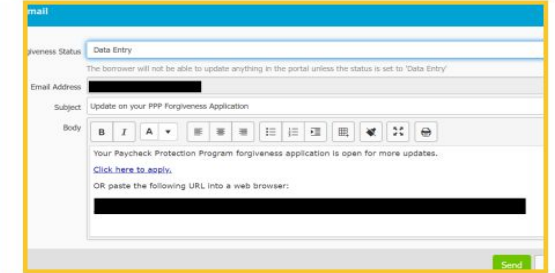 mail
giveness Status
Data Entry
The borrower will not be able to update anything in the portal unless the status is set to 'Data Entry'
Email Address
Subject
Update on your PPP Forgiveness Application
Body
B I A
Your Paycheck Protection Program forgiveness application is open for more updates.
Click here to apply.
OR paste the following URL into a web browser:
Send